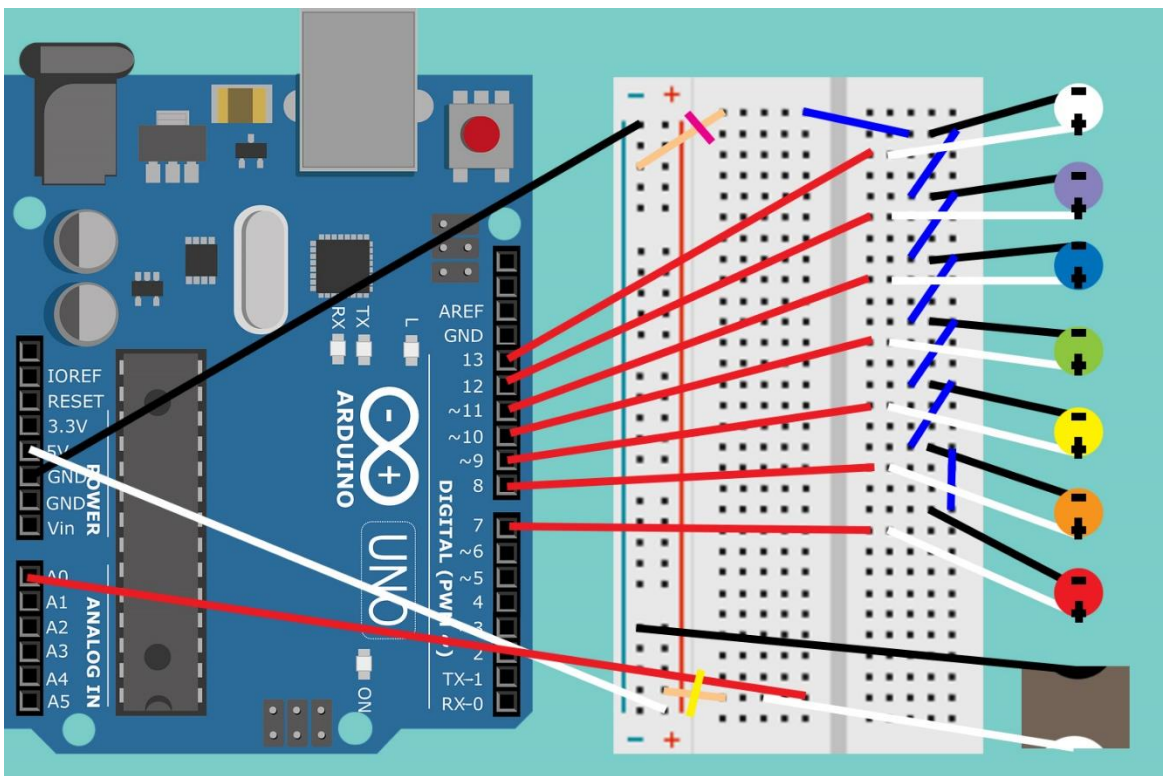 - +
AREF
GND
13
12
~11
~10
~9
8
7
~6
~5
4
3
2
TX→1
RX→0
DIGITAL (PWM ~)
L
TX
RX
ARDUINO
- +
UNO
ON
IOREF
RESET
3.3V
5V
GND
GND
Vin
POWER
A0
A1
A2
A3
A4
A5
ANALOG IN
- +
-
+
-
+
-
+
-
+
-
+
-
+
-
+